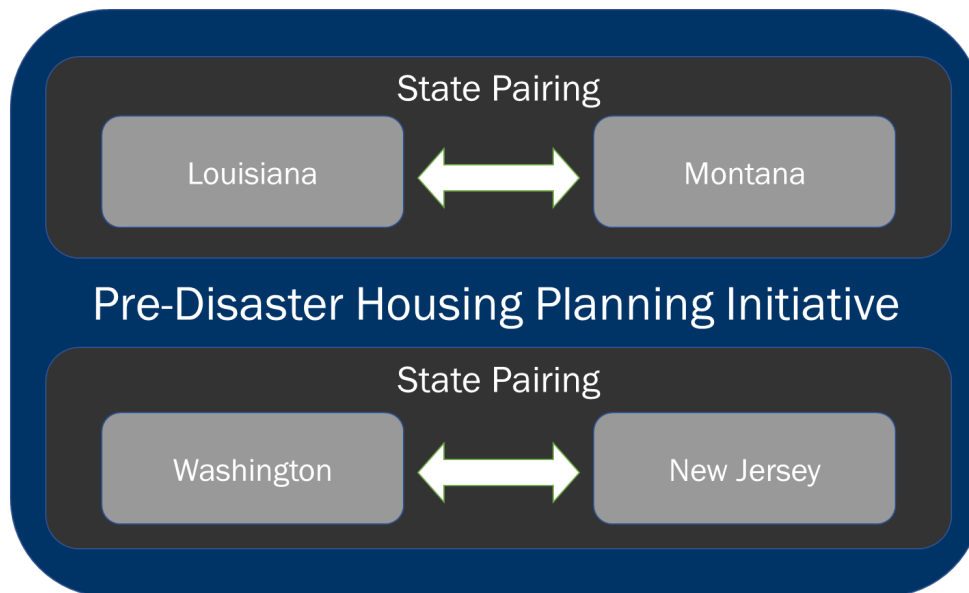 State Pairing
Louisiana
Montana
Pre-Disaster Housing Planning Initiative
State Pairing
Washington
New Jersey